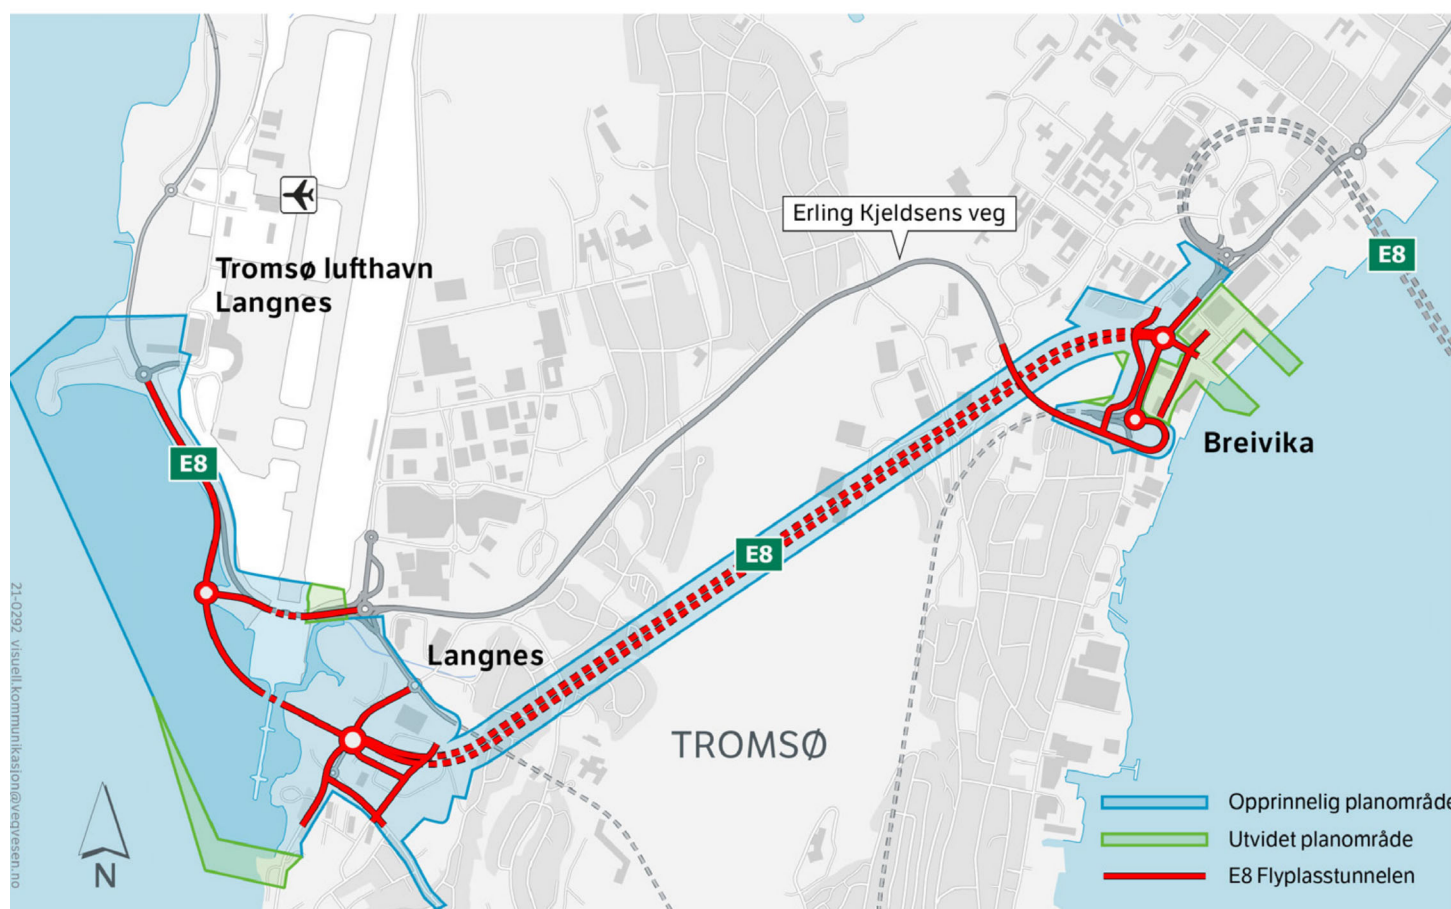 Erling Kjeldsens veg
E8
Tromsø lufthavn
Langnes
E8
Breivika
E8
Langnes
TROMSØ
N
Opprinnelig planområde
Utvidet planområde
E8 Flyplasstunnelen
21-0292 visuell.kommunikasjon@vegvesen.no